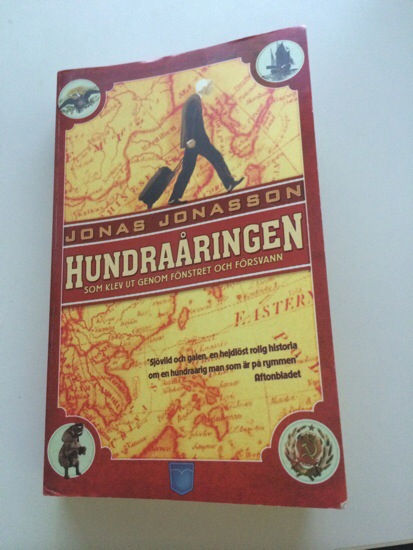 JONAS JONASSON
HUNDRAÅRINGEN
SOM KLEV UT GENOM FÖNSTRET OCH FÖRSVANN
EASTERN
"Sjövild och galen, en hejdlöst rolig historia
om en hundraårig man som är på rymmen
Aftonbladet